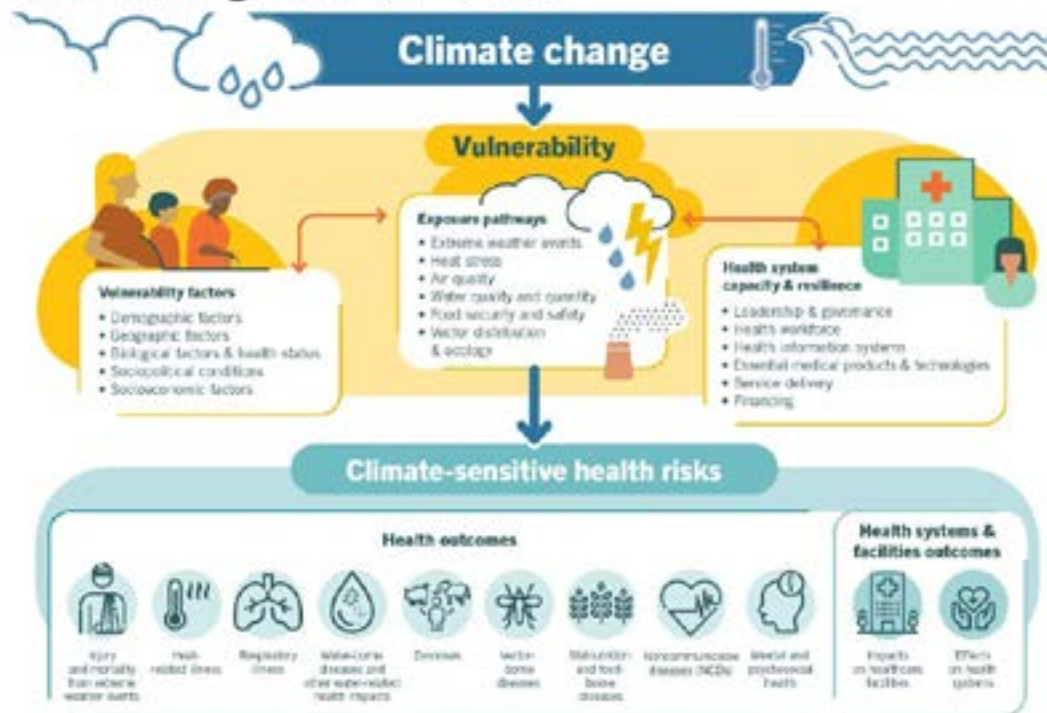 Climate change
Vulnerability
Exposure pathways
• Extreme weather events
• Heat stress
• Air quality
• Water quality and quantity
• Food security and safety
• Vector distribution
& ecology
Vulnerability factors
• Demographic factors
• Geographic factors
• Biological factors & health status
• Sociopolitical conditions
• Socioeconomic factors
Health system
capacity & resilience
• Leadership & governance
• Health workforce
• Health information systems
• Essential medical products & technologies
• Service delivery
• Financing
Climate-sensitive health risks
Health outcomes
Injury
and mortality
from extreme
weather events
Heat-
related illness
Respiratory
illness
Water-borne
diseases and
other water-related
health impacts
Zoonoses
Vector-
borne
diseases
Malnutrition
and food-
borne
diseases
Noncommunicable
diseases (NCDs)
Mental and
psychosocial
health
Health systems &
facilities outcomes
Impacts
on healthcare
facilities
Effects
on health
systems